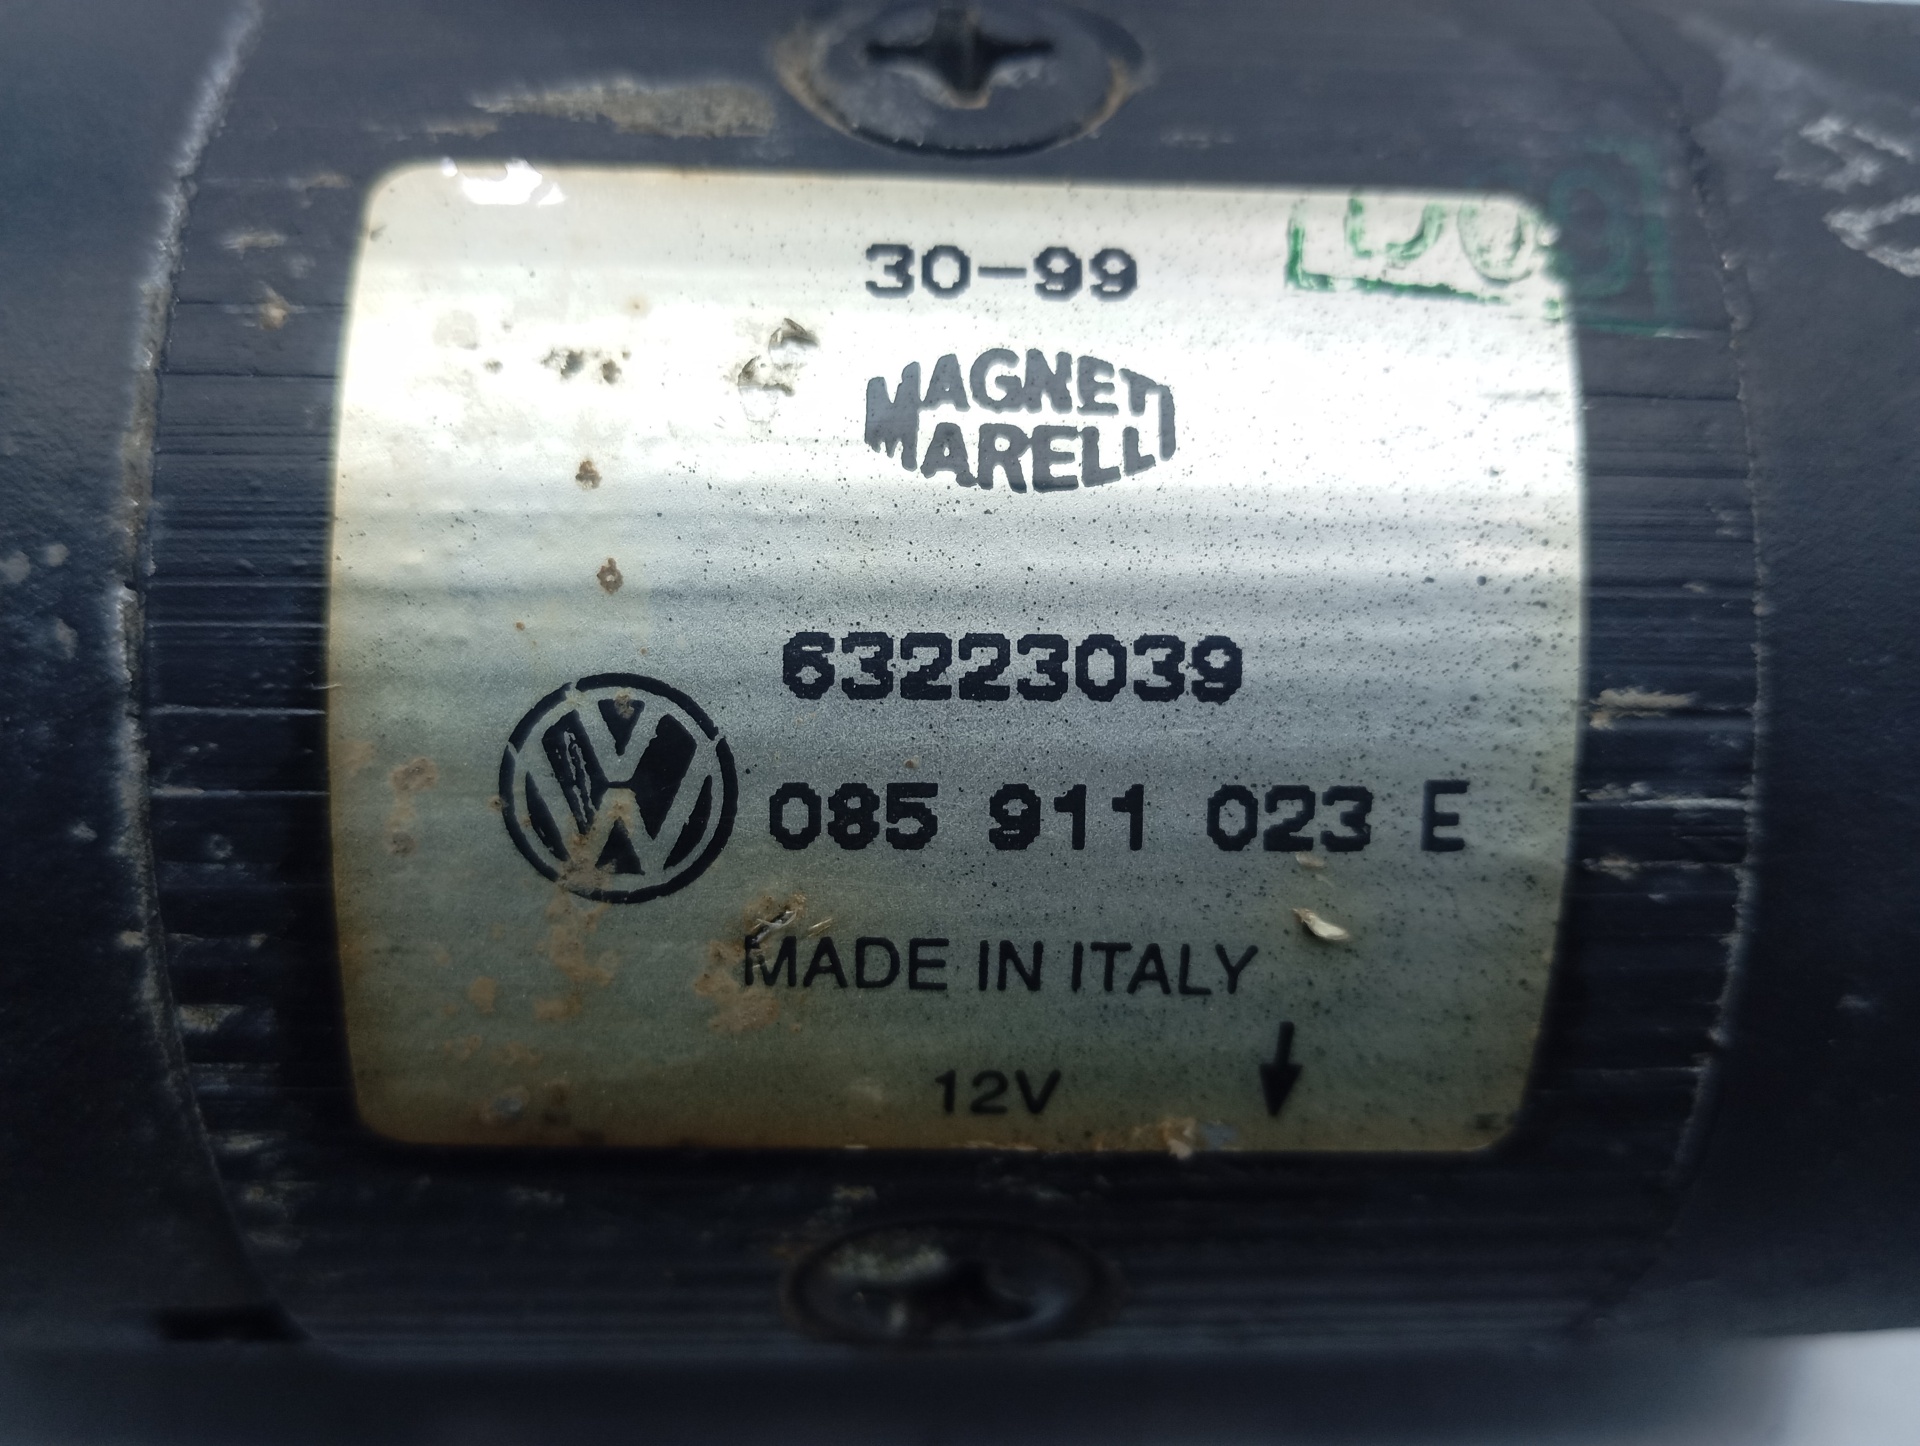 30-99
MAGNETI
MARELLI
63223039
085 911 023 E
MADE IN ITALY
12V